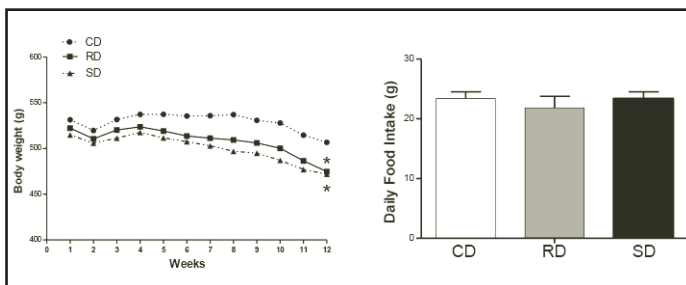 CD
RD
SD
600
550
500
450
400
Body weight (g)
0 1 2 3 4 5 6 7 8 9 10 11 12
Weeks
*
*
30
20
10
0
Daily Food Intake (g)
CD RD SD